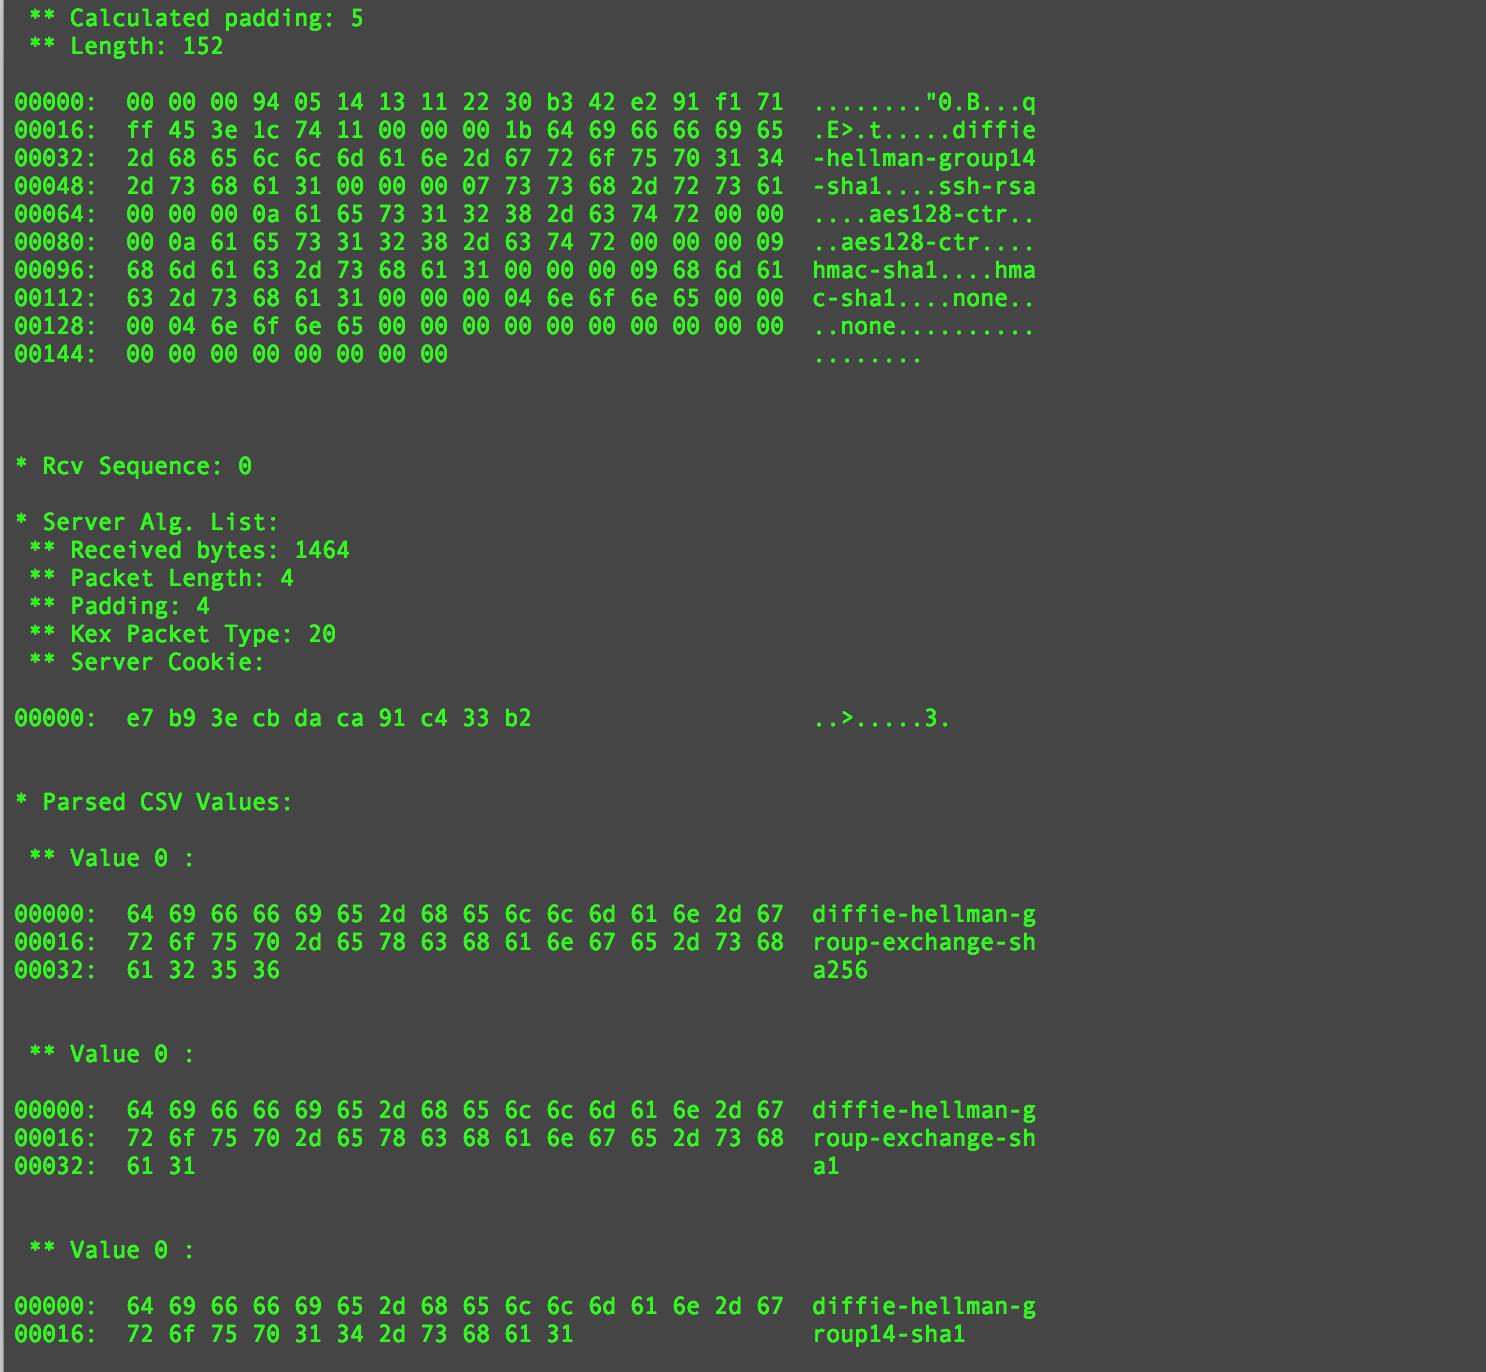 ** Calculated padding: 5
** Length: 152
00000: 00 00 00 94 05 14 13 11 22 30 b3 42 e2 91 f1 71 ........"0.B...q
00016: ff 45 3e 1c 74 11 00 00 00 1b 64 69 66 66 69 65 .E>.t.....diffie
00032: 2d 68 65 6c 6c 6d 61 6e 2d 67 72 6f 75 70 31 34 -hellman-group14
00048: 2d 73 68 61 31 00 00 00 07 73 73 68 2d 72 73 61 -sha1....ssh-rsa
00064: 00 00 00 0a 61 65 73 31 32 38 2d 63 74 72 00 00 ....aes128-ctr..
00080: 00 0a 61 65 73 31 32 38 2d 63 74 72 00 00 00 09 ..aes128-ctr....
00096: 68 6d 61 63 2d 73 68 61 31 00 00 00 09 68 6d 61 hmac-sha1....hma
00112: 63 2d 73 68 61 31 00 00 00 04 6e 6f 6e 65 00 00 c-sha1....none..
00128: 00 04 6e 6f 6e 65 00 00 00 00 00 00 00 00 00 00 ..none..........
00144: 00 00 00 00 00 00 00 00 ........
* Rcv Sequence: 0
* Server Alg. List:
** Received bytes: 1464
** Packet Length: 4
** Padding: 4
** Kex Packet Type: 20
** Server Cookie:
00000: e7 b9 3e cb da ca 91 c4 33 b2 ..>.....3.
* Parsed CSV Values:
** Value 0 :
00000: 64 69 66 66 69 65 2d 68 65 6c 6c 6d 61 6e 2d 67 diffie-hellman-g
00016: 72 6f 75 70 2d 65 78 63 68 61 6e 67 65 2d 73 68 roup-exchange-sh
00032: 61 32 35 36 a256
** Value 0 :
00000: 64 69 66 66 69 65 2d 68 65 6c 6c 6d 61 6e 2d 67 diffie-hellman-g
00016: 72 6f 75 70 2d 65 78 63 68 61 6e 67 65 2d 73 68 roup-exchange-sh
00032: 61 31 a1
** Value 0 :
00000: 64 69 66 66 69 65 2d 68 65 6c 6c 6d 61 6e 2d 67 diffie-hellman-g
00016: 72 6f 75 70 31 34 2d 73 68 61 31 roup14-sha1